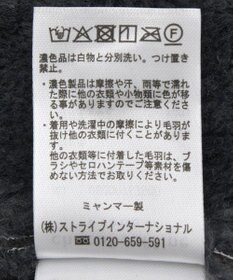 濃色品は白物と分別洗い。つけ置き
禁止。
・濃色製品は摩擦や汗、雨等で濡れ
た際に他の衣類や小物類に色が移
る事がありますのでご注意くださ
い。
・着用や洗濯中の摩擦により毛羽が
抜け他の衣類に付くことがありま
す。
他の衣類等に付着した毛羽は、ブ
ラシやセロハンテープ等素材を傷
めない方法でお取りください。
ミャンマー製
(株)ストライプインターナショナル
☎ 0120-659-591